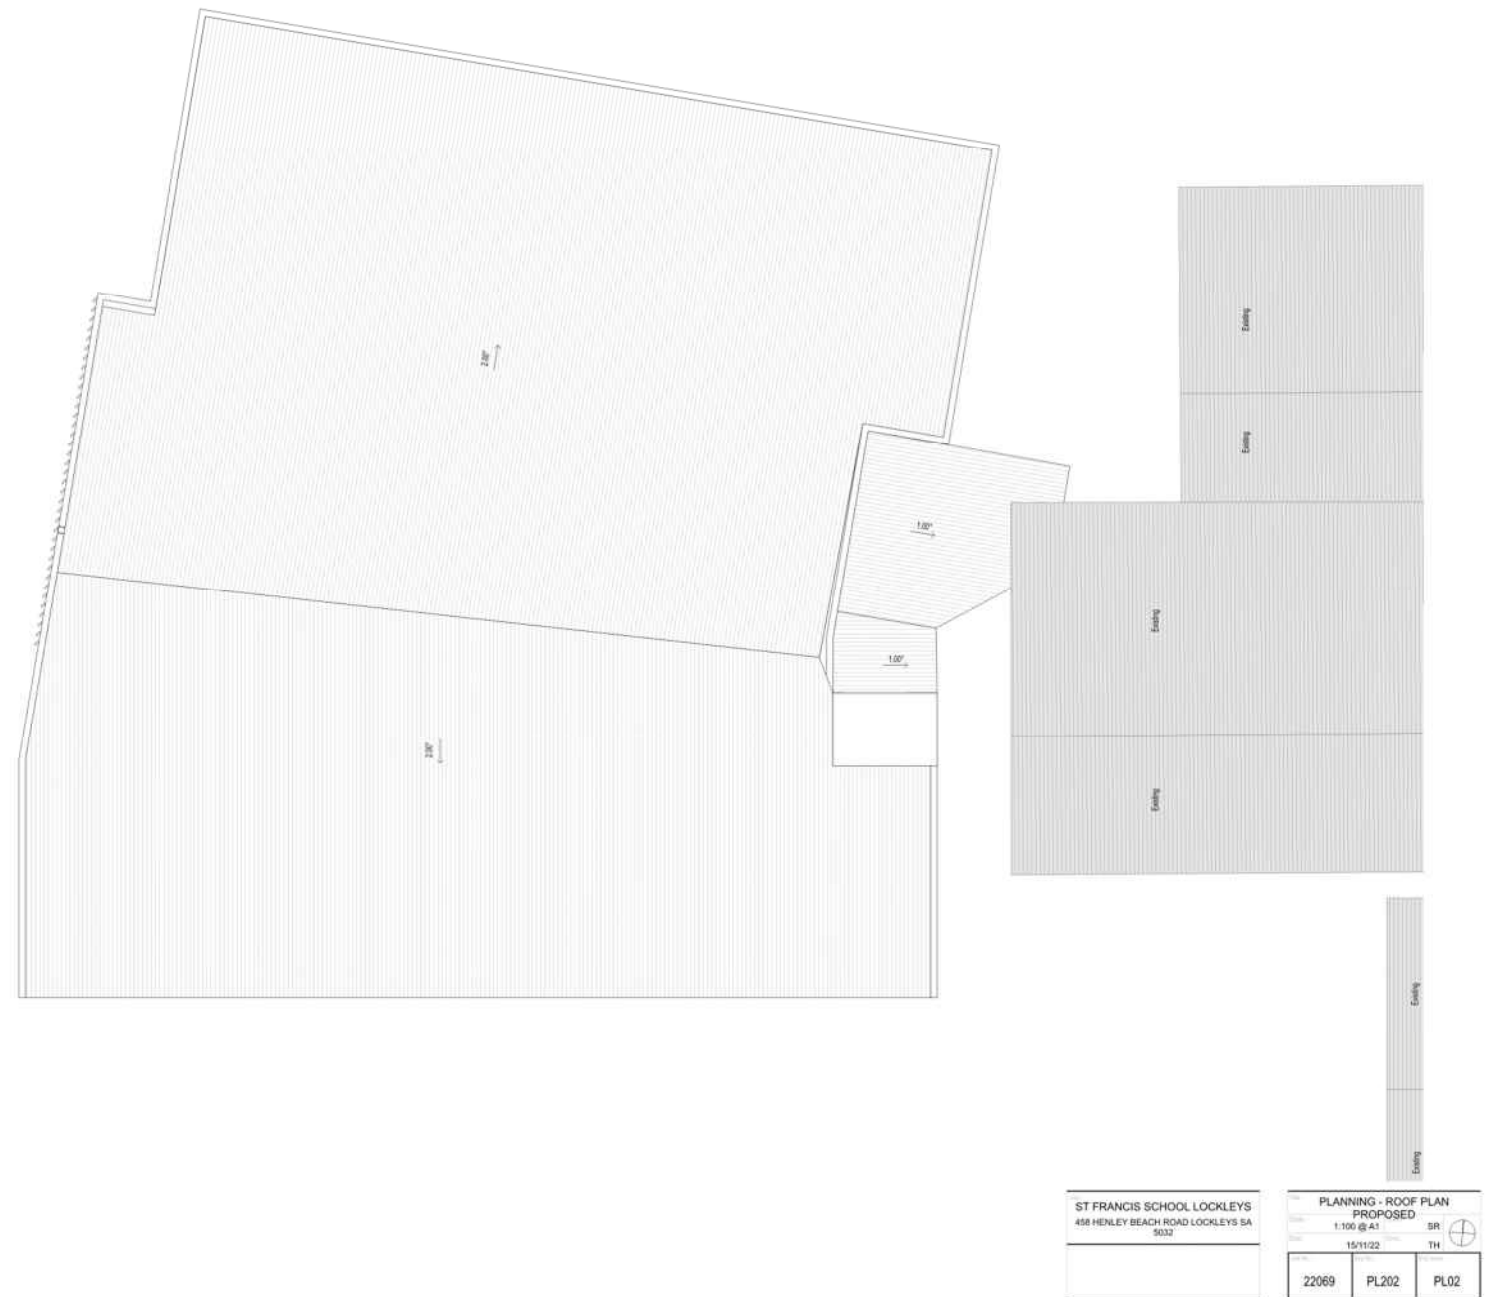 2.00°
Existing
Existing
1.00°
Existing
1.00°
2.00°
Existing
Existing
Existing
ST FRANCIS SCHOOL LOCKLEYS
458 HENLEY BEACH ROAD LOCKLEYS SA
5032
PLANNING - ROOF PLAN
PROPOSED
1:100 @ A1 SR
15/11/22 TH
22069 PL202 PL02